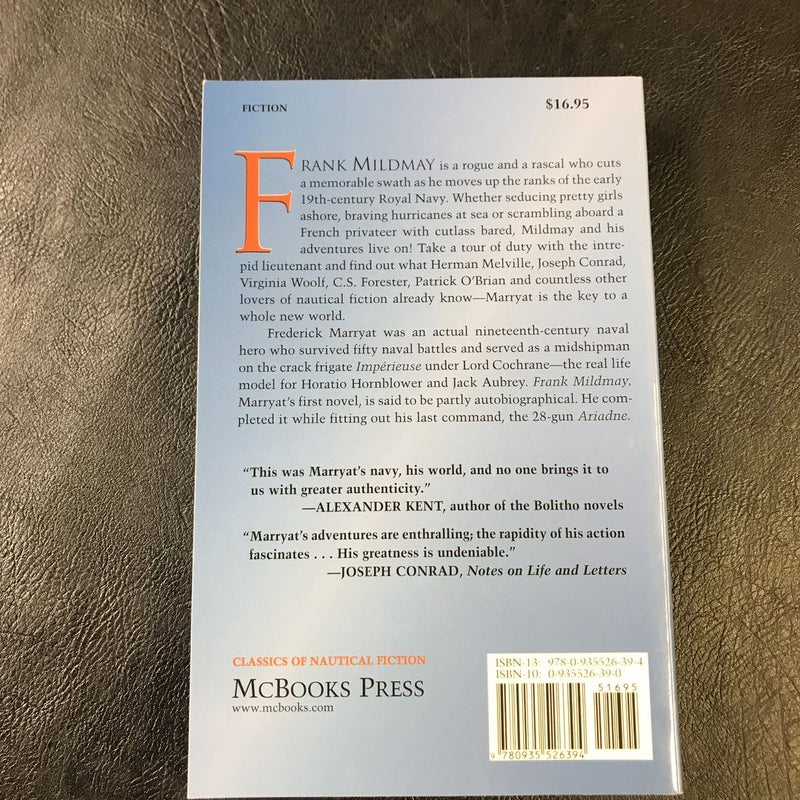 FICTION
$16.95
FRANK MILDMAY is a rogue and a rascal who cuts
a memorable swath as he moves up the ranks of the early
19th-century Royal Navy. Whether seducing pretty girls
ashore, braving hurricanes at sea or scrambling aboard a
French privateer with cutlass bared, Mildmay and his
adventures live on! Take a tour of duty with the intre-
pid lieutenant and find out what Herman Melville, Joseph Conrad,
Virginia Woolf, C.S. Forester, Patrick O'Brian and countless other
lovers of nautical fiction already know—Marryat is the key to a
whole new world.
Frederick Marryat was an actual nineteenth-century naval
hero who survived fifty naval battles and served as a midshipman
on the crack frigate Impérieuse under Lord Cochrane—the real life
model for Horatio Hornblower and Jack Aubrey. Frank Mildmay,
Marryat's first novel, is said to be partly autobiographical. He com-
pleted it while fitting out his last command, the 28-gun Ariadne.
“This was Marryat's navy, his world, and no one brings it to
us with greater authenticity.”
—ALEXANDER KENT, author of the Bolitho novels
“Marryat's adventures are enthralling; the rapidity of his action
fascinates . . . His greatness is undeniable.”
—JOSEPH CONRAD, Notes on Life and Letters
CLASSICS OF NAUTICAL FICTION
MCBOOKS PRESS
www.mcbooks.com
ISBN-13: 978-0-935526-39-4
ISBN-10: 0-935526-39-0
51695
9 780935 526394